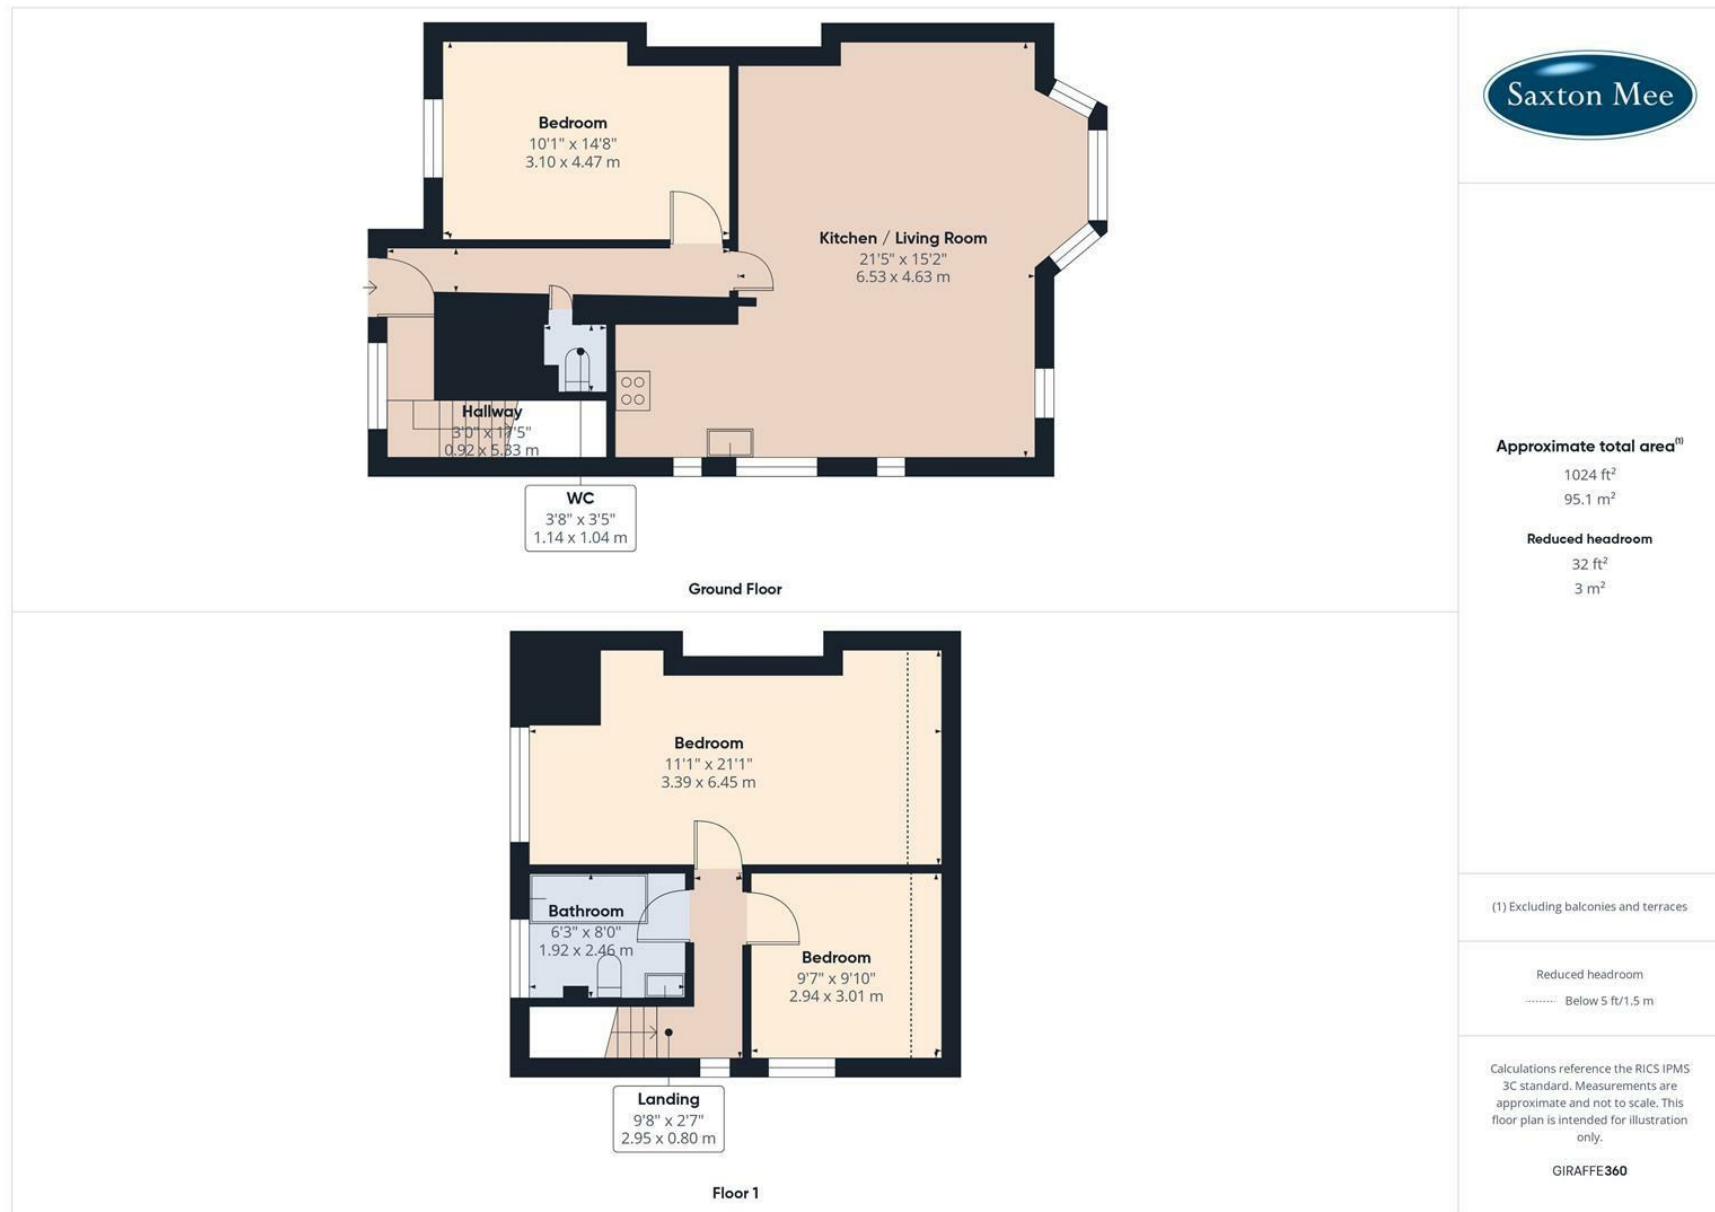 Bedroom
10'1" x 14'8"
3.10 x 4.47 m
Kitchen / Living Room
21'5" x 15'2"
6.53 x 4.63 m
Hallway
3'0" x 17'5"
0.92 x 5.33 m
WC
3'8" x 3'5"
1.14 x 1.04 m
Ground Floor
Bedroom
11'1" x 21'1"
3.39 x 6.45 m
Bathroom
6'3" x 8'0"
1.92 x 2.46 m
Bedroom
9'7" x 9'10"
2.94 x 3.01 m
Landing
9'8" x 2'7"
2.95 x 0.80 m
Floor 1
Saxton Mee
Approximate total area(1)
1024 ft²
95.1 m²
Reduced headroom
32 ft²
3 m²
(1) Excluding balconies and terraces
Reduced headroom
Below 5 ft/1.5 m
Calculations reference the RICS IPMS
3C standard. Measurements are
approximate and not to scale. This
floor plan is intended for illustration
only.
GIRAFFE360